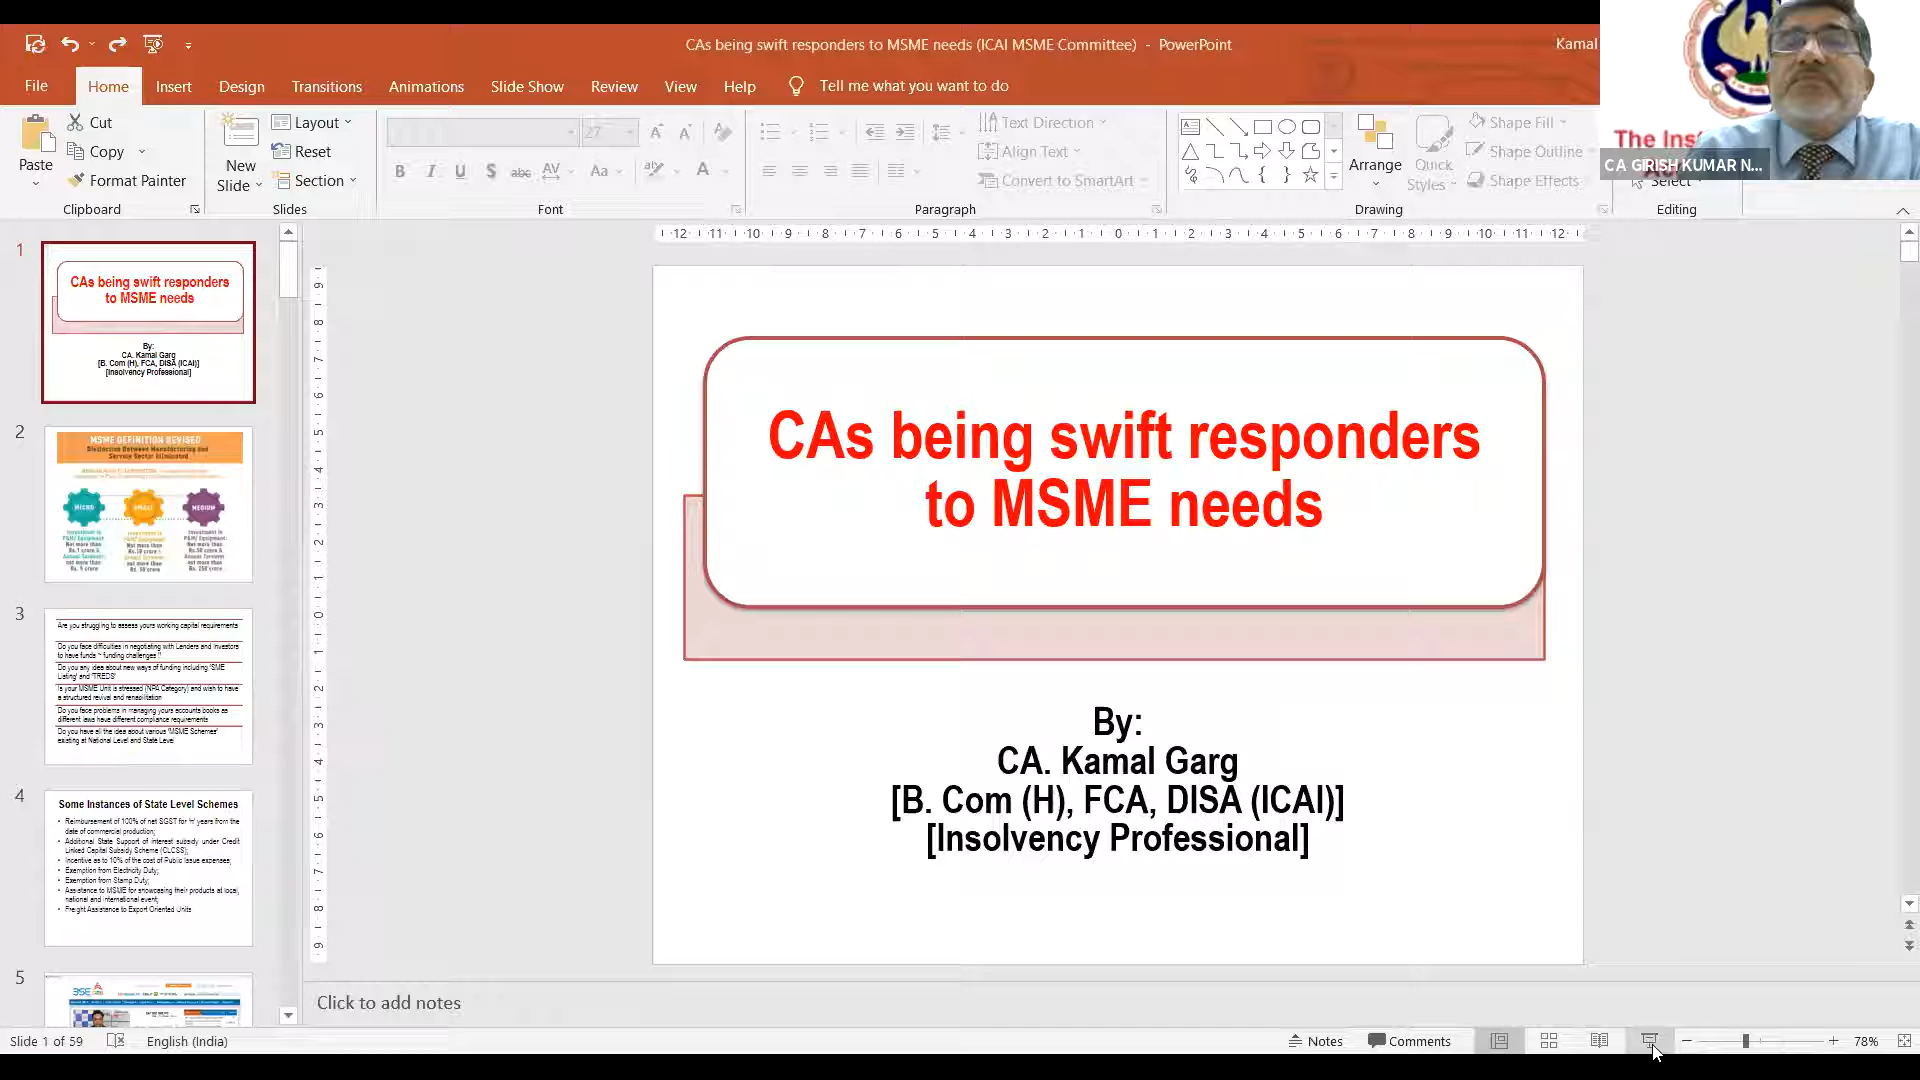 CAs being swift responders to MSME needs (ICAI MSME Committee) - PowerPoint
Kamal
File
Home
Insert
Design
Transitions
Animations
Slide Show
Review
View
Help
Tell me what you want to do
Paste
Cut
Copy
Format Painter
Clipboard
New
Slide
Layout
Reset
Section
Slides
27
Font
Text Direction
Align Text
Convert to SmartArt
Paragraph
Arrange
Quick
Styles
Shape Fill
Shape Outline
Shape Effects
Drawing
Select
Editing
The Inst
CA GIRISH KUMAR N...
1
CAs being swift responders
to MSME needs
By:
CA. Kamal Garg
[B. Com (H), FCA, DISA (ICAI)]
[Insolvency Professional]
2
MSME DEFINITION REVISED
Distinction Between Manufacturing and
Service Sector Eliminated
MICRO
SMALL
MEDIUM
3
Are you struggling to assess yours working capital requirements
Do you face difficulties in negotiating with Lenders and Investors
to have funds ~ funding challenges !!
Do you any idea about new ways of funding including 'SME
Listing' and 'TREDS'
Is your MSME Unit is stressed (NPA Category) and wish to have
a structured revival and rehabilitation
Do you face problems in managing yours accounts books as
different laws have different compliance requirements
Do you have all the idea about various 'MSME Schemes'
existing at National Level and State Level
4
Some Instances of State Level Schemes
• Reimbursement of 100% of net SGST for 'n' years from the
date of commercial production;
• Additional State Support of interest subsidy under Credit
Linked Capital Subsidy Scheme (CLCSS);
• Incentive as to 10% of the cost of Public Issue expenses;
• Exemption from Electricity Duty;
• Exemption from Stamp Duty;
• Assistance to MSME for showcasing their products at local,
national and international event;
• Freight Assistance to Export Oriented Units
5
BSE
CAs being swift responders
to MSME needs
By:
CA. Kamal Garg
[B. Com (H), FCA, DISA (ICAI)]
[Insolvency Professional]
Click to add notes
Slide 1 of 59
English (India)
Notes
Comments
78%